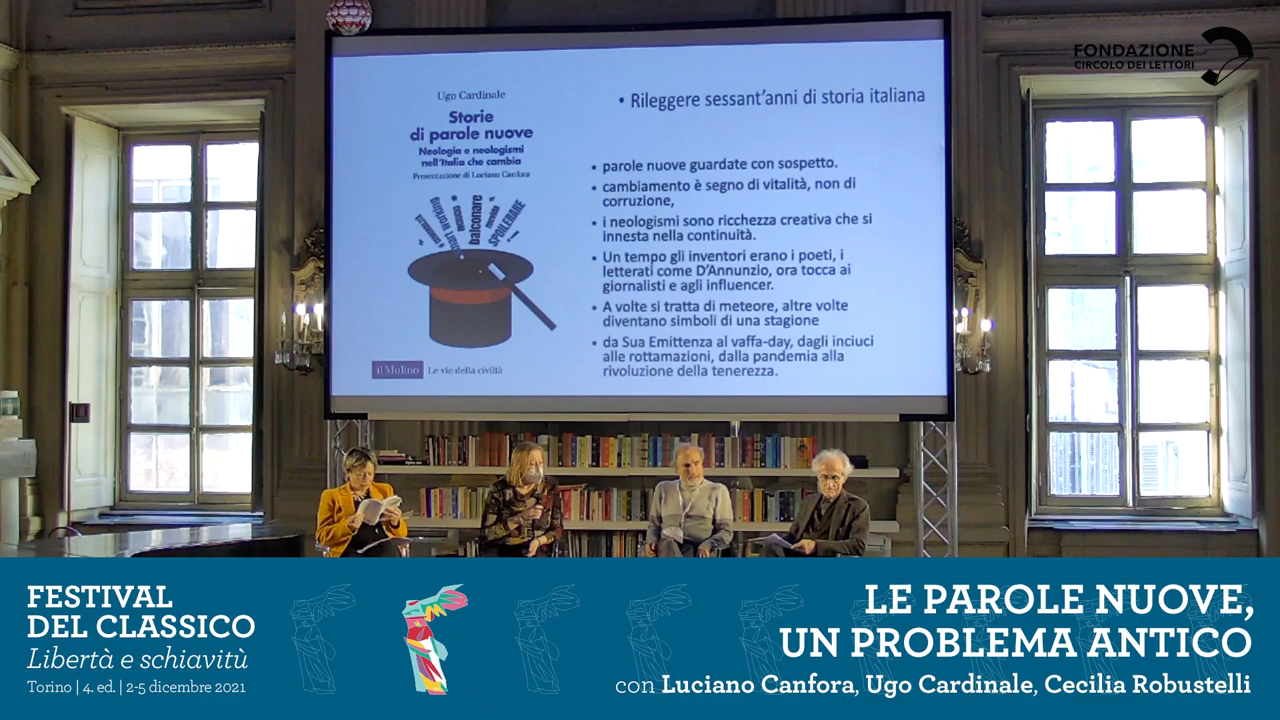 FONDAZIONE
CIRCOLO DEI LETTORI
Ugo Cardinale
Storie
di parole nuove
Neologia e neologismi
nell'Italia che cambia
Presentazione di Luciano Canfora
balconare
SPOILERARE
il Mulino Le vie della civiltà
• Rileggere sessant'anni di storia italiana
• parole nuove guardate con sospetto.
• cambiamento è segno di vitalità, non di
corruzione,
• i neologismi sono ricchezza creativa che si
innesta nella continuità.
• Un tempo gli inventori erano i poeti, i
letterati come D'Annunzio, ora tocca ai
giornalisti e agli influencer.
• A volte si tratta di meteore, altre volte
diventano simboli di una stagione
• da Sua Emittenza al vaffa-day, dagli inciuci
alle rottamazioni, dalla pandemia alla
rivoluzione della tenerezza.
FESTIVAL
DEL CLASSICO
Libertà e schiavitù
Torino | 4. ed. | 2-5 dicembre 2021
LE PAROLE NUOVE,
UN PROBLEMA ANTICO
con Luciano Canfora, Ugo Cardinale, Cecilia Robustelli